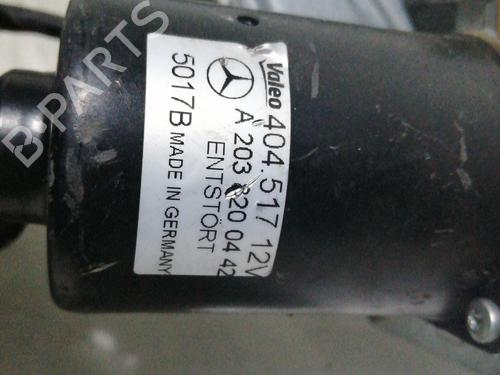 Valeo 404 517 12V
A 203 820 04 42
ENTSTÖRT
5017B MADE IN GERMANY
B-PARTS